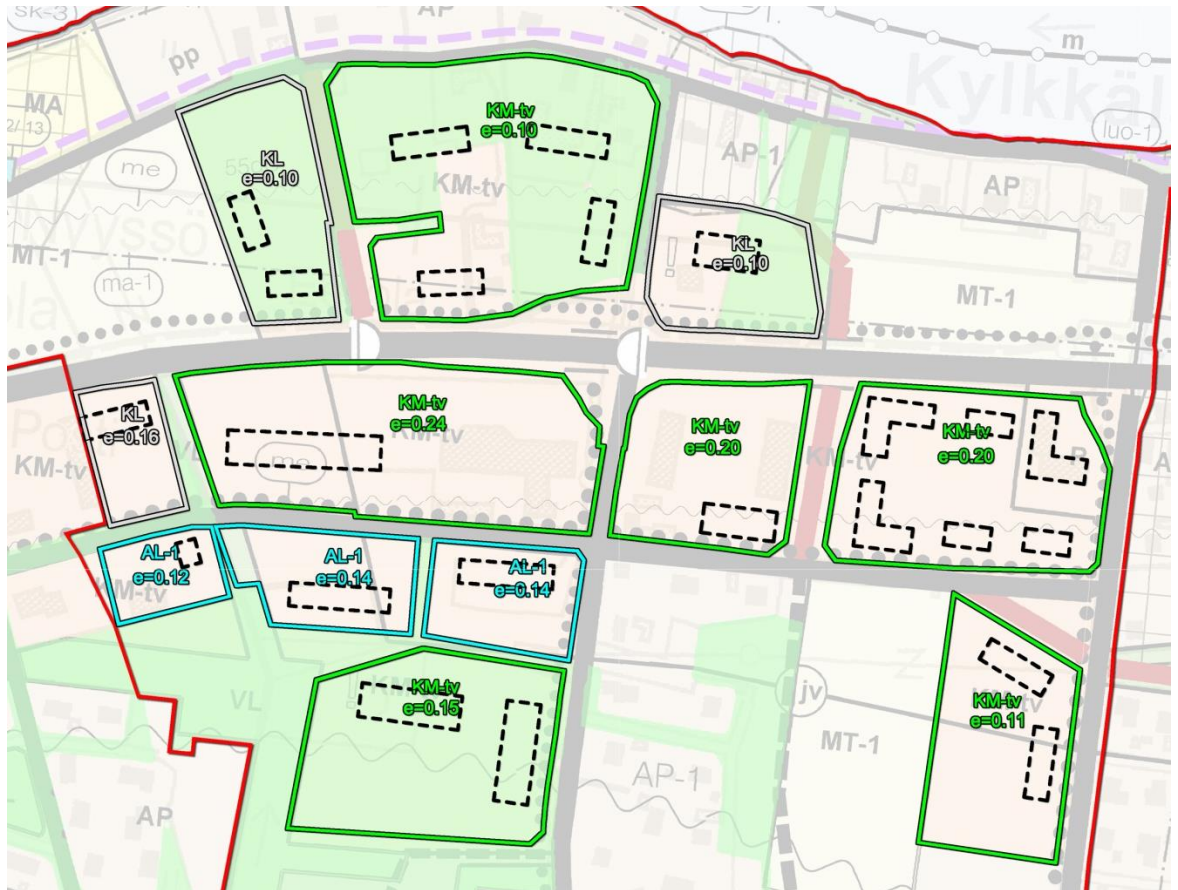 sk-3)
AP
m
pp
Kylkkäl
MA
2/ 13
luo-1
KM-tv
e=0.10
me
KL
e=0.10
KM-tv
AP-1
AP
yssö
MT-1
ma-1
KL
e=0.10
MT-1
KL
e=0.16
KM-tv
e=0.24
KM-tv
KM-tv
e=0.20
KM-tv
e=0.20
KM-tv
VL
me
KM-tv
P
A
AL-1
e=0.12
AL-1
e=0.14
AL-1
e=0.14
KM-tv
VL
KM-tv
e=0.15
jv
KM-tv
e=0.11
MT-1
AP-1
AP